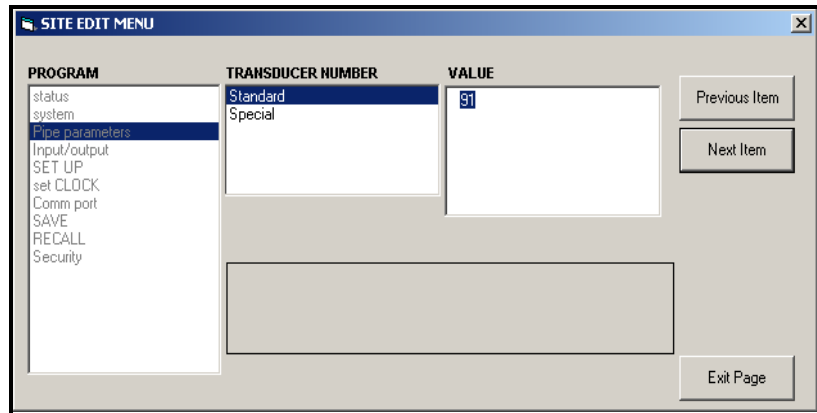 SITE EDIT MENU
PROGRAM
status
system
Pipe parameters
Input/output
SET UP
set CLOCK
Comm port
SAVE
RECALL
Security
TRANSDUCER NUMBER
Standard
Special
VALUE
91
Previous Item
Next Item
Exit Page